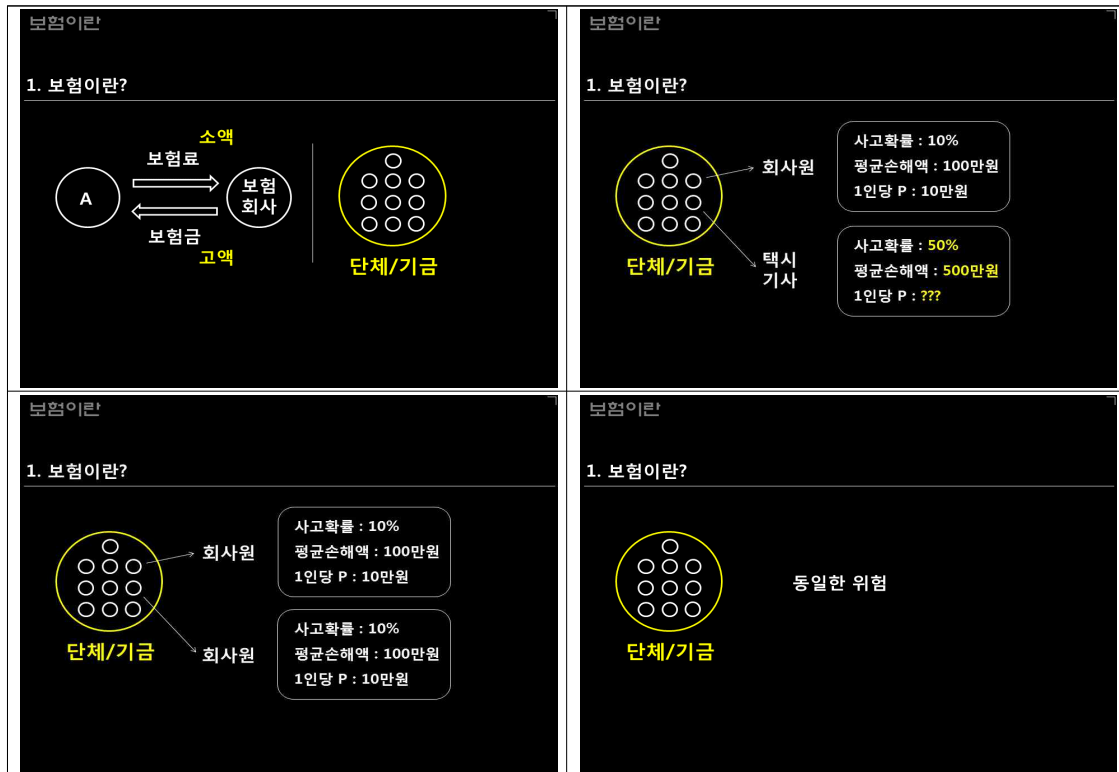 보험이란
1. 보험이란?
소액
보험료
A
보험
회사
보험금
고액
단체/기금
보험이란
1. 보험이란?
회사원
사고확률 : 10%
평균손해액 : 100만원
1인당 P : 10만원
택시
기사
사고확률 : 50%
평균손해액 : 500만원
1인당 P : ???
단체/기금
보험이란
1. 보험이란?
회사원
사고확률 : 10%
평균손해액 : 100만원
1인당 P : 10만원
회사원
사고확률 : 10%
평균손해액 : 100만원
1인당 P : 10만원
단체/기금
보험이란
1. 보험이란?
동일한 위험
단체/기금